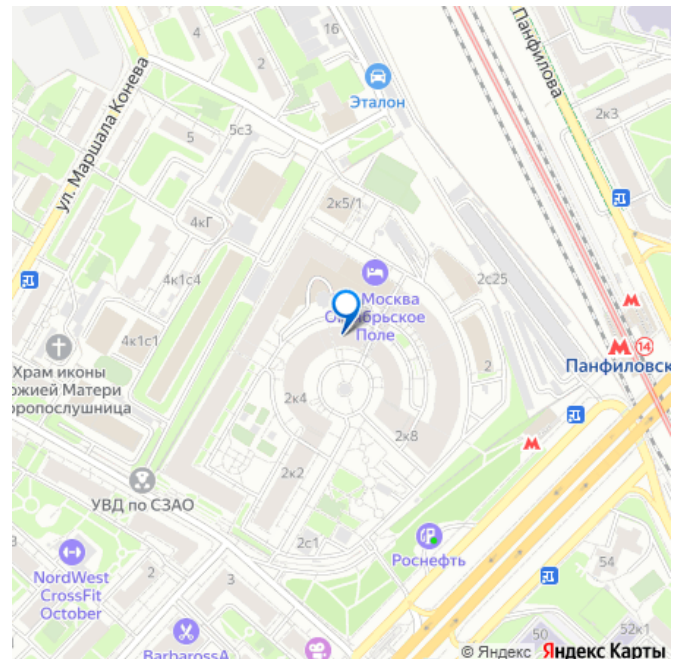 16
Панфилова
4
2
Эталон
ул. Маршала Конева
5с3
5
2к3
2к5/1
4кГ
4к1с4
2с25
Москва
Октябрьское
Поле
4к1с1
14
Панфиловск
2
Храм иконы
ожией Матери
оропослушница
2к4
2к8
2к2
УВД по СЗАО
2с1
Роснефть
54
NordWest
CrossFit
October
2
3
52к1
50
BarbarossA
© Яндекс Яндекс Карты